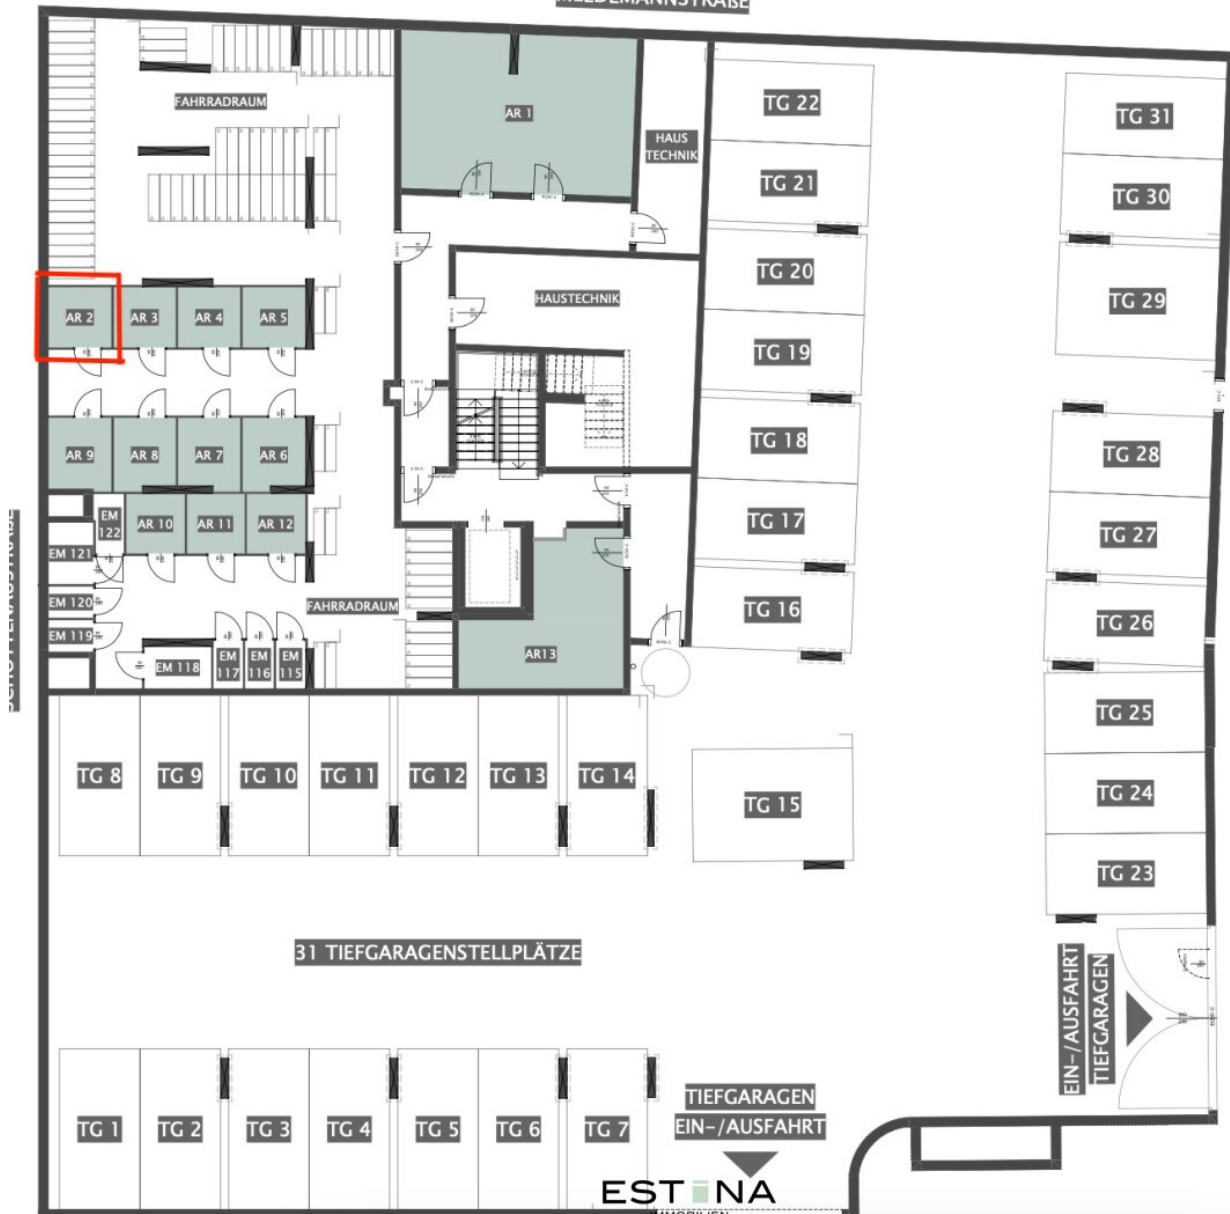 FAHRRADRAUM
AR 1
HAUS
TECHNIK
TG 22
TG 31
TG 21
TG 30
TG 20
TG 29
HAUSTECHNIK
AR 2
AR 3
AR 4
AR 5
TG 19
TG 18
TG 28
AR 9
AR 8
AR 7
AR 6
EM
122
AR 10
AR 11
AR 12
TG 17
TG 27
EM 121
EM 120
EM 119
FAHRRADRAUM
TG 16
TG 26
EM 118
EM
117
EM
116
EM
115
AR13
TG 25
TG 8
TG 9
TG 10
TG 11
TG 12
TG 13
TG 14
TG 15
TG 24
TG 23
31 TIEFGARAGENSTELLPLÄTZE
EIN-/AUSFAHRT
TIEFGARAGEN
TG 1
TG 2
TG 3
TG 4
TG 5
TG 6
TG 7
TIEFGARAGEN
EIN-/AUSFAHRT
ESTINA